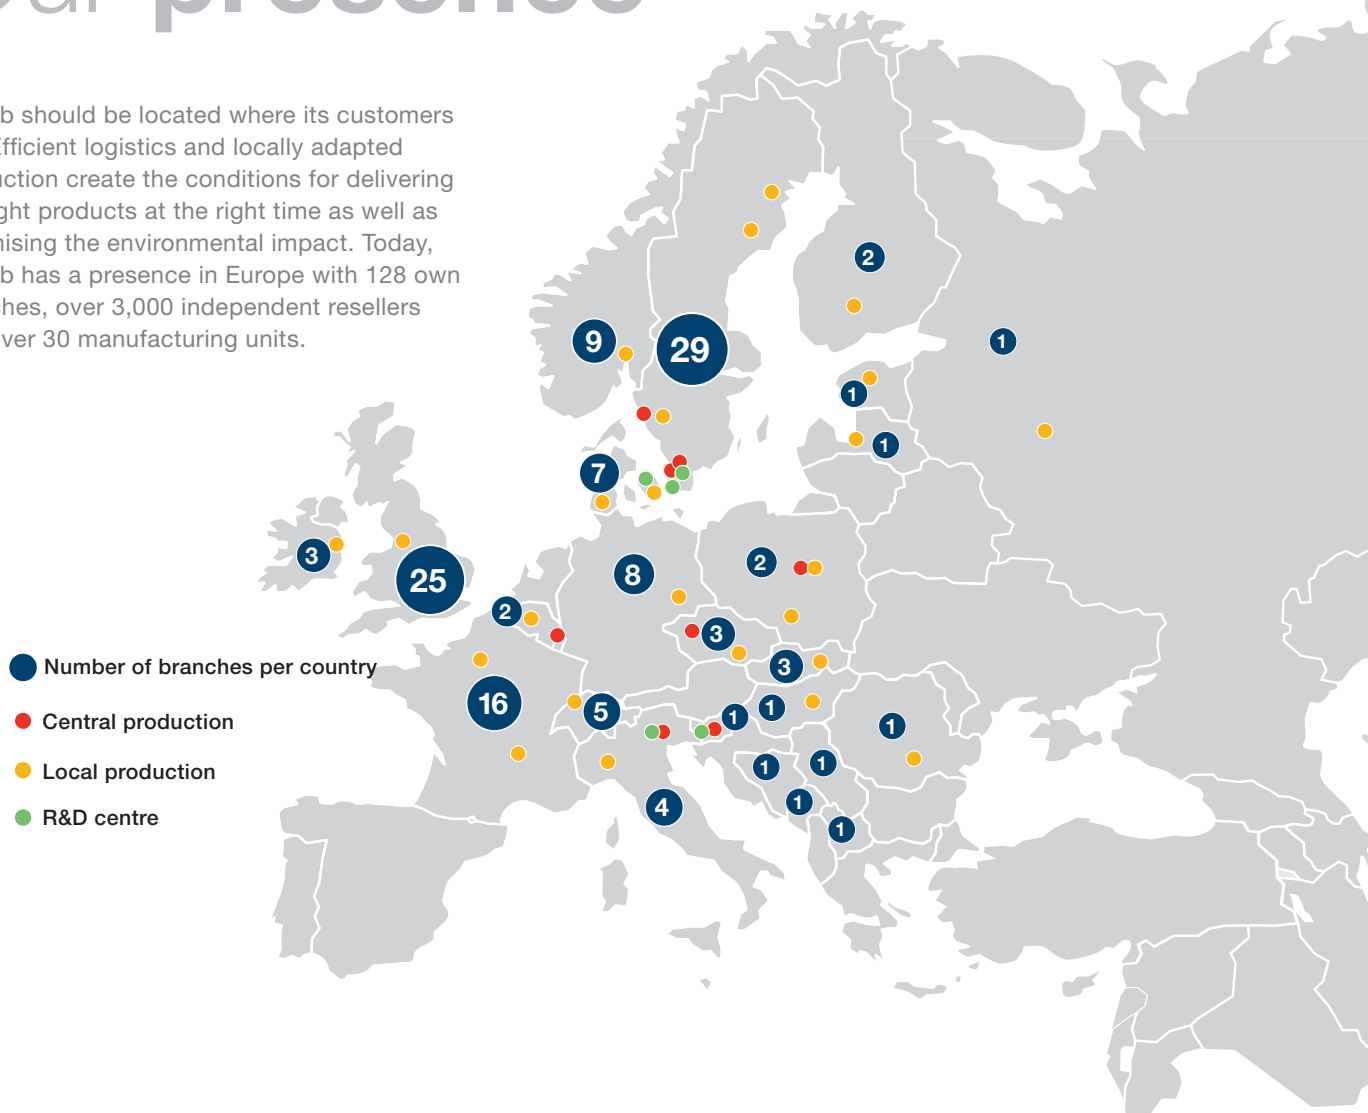 presence
b should be located where its customers
fficient logistics and locally adapted
uction create the conditions for delivering
ght products at the right time as well as
ising the environmental impact. Today,
b has a presence in Europe with 128 own
hes, over 3,000 independent resellers
ver 30 manufacturing units.
2
9
29
1
1
1
7
3
25
8
2
2
3
3
Number of branches per country
16
5
1
1
1
Central production
1
1
Local production
4
1
1
R&D centre